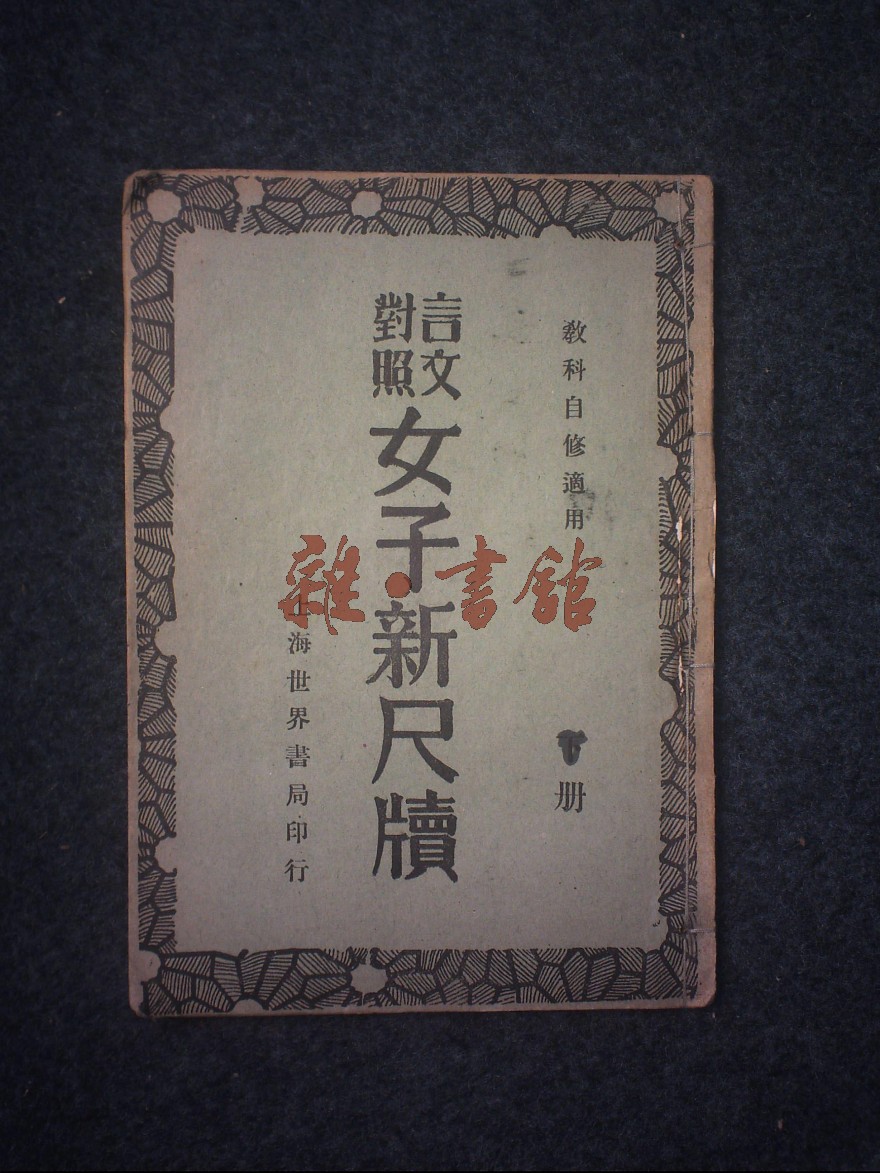 教科自修適用
下册
言文
對照
女子新尺牘
上海世界書局印行
雜·書館